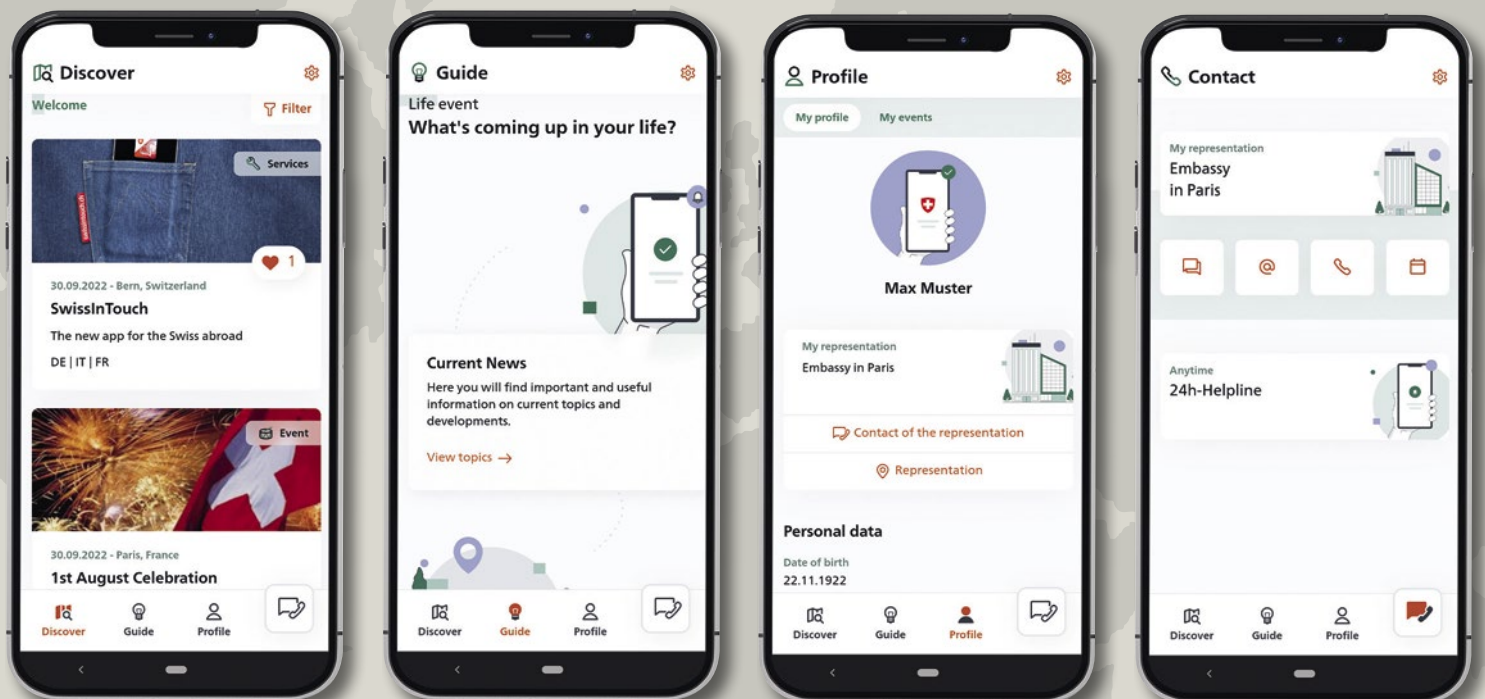 Discover
Welcome
Filter
Services
1
30.09.2022 - Bern, Switzerland
SwissInTouch
The new app for the Swiss abroad
DE | IT | FR
Event
30.09.2022 - Paris, France
1st August Celebration
Discover
Guide
Profile
Guide
Life event
What's coming up in your life?
Current News
Here you will find important and useful
information on current topics and
developments.
View topics →
Discover
Guide
Profile
Profile
My profile
My events
Max Muster
My representation
Embassy in Paris
Contact of the representation
Representation
Personal data
Date of birth
22.11.1922
Discover
Guide
Profile
Contact
My representation
Embassy
in Paris
@
Anytime
24h-Helpline
Discover
Guide
Profile